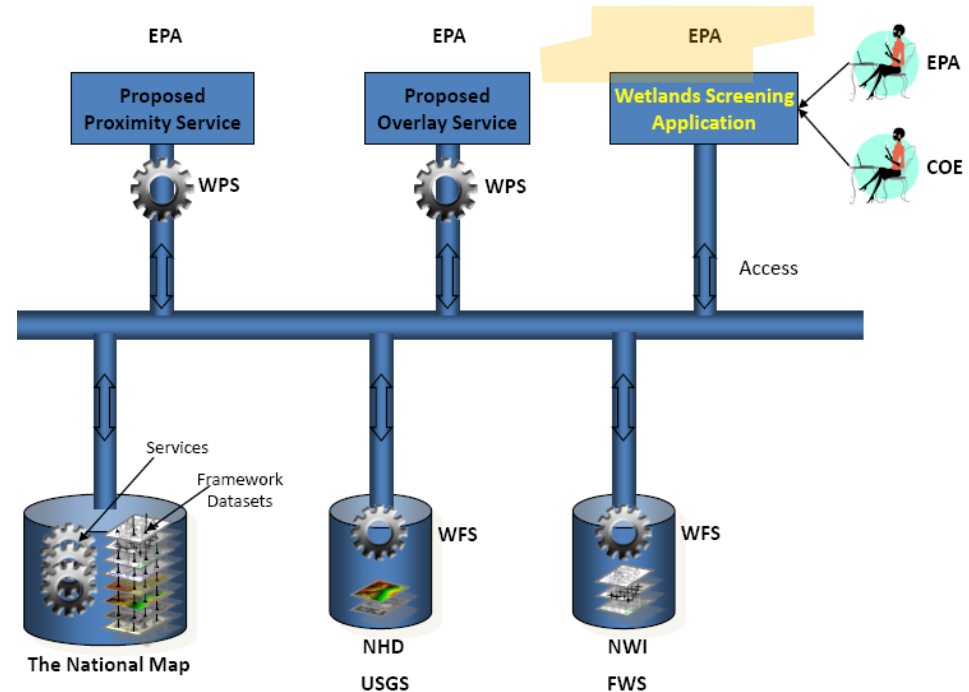 EPA
EPA
EPA
Proposed
Proximity Service
Proposed
Overlay Service
Wetlands Screening
Application
EPA
COE
WPS
WPS
Access
Services
Framework
Datasets
WFS
WFS
The National Map
NHD
USGS
NWI
FWS